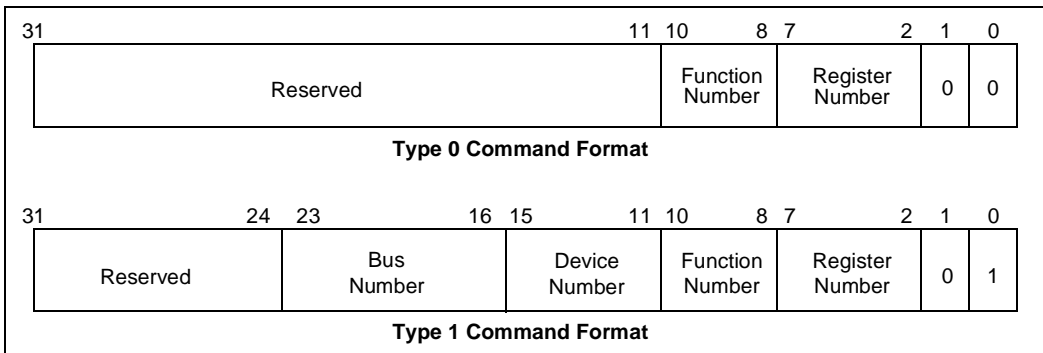 31 11 10 8 7 2 1 0
Reserved Function Number Register Number 0 0
Type 0 Command Format
31 24 23 16 15 11 10 8 7 2 1 0
Reserved Bus Number Device Number Function Number Register Number 0 1
Type 1 Command Format